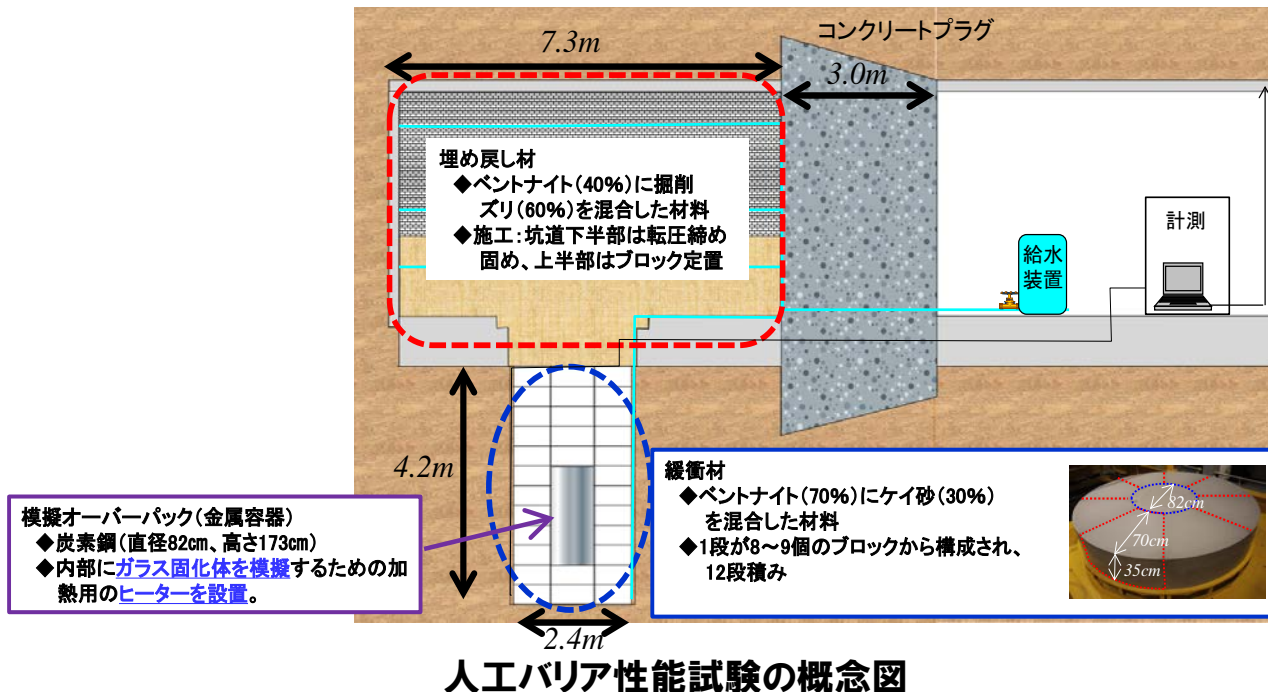 コンクリートプラグ
7.3m
3.0m
埋め戻し材
◆ベントナイト(40%)に掘削
ズリ(60%)を混合した材料
◆施工:坑道下半部は転圧締め
固め、上半部はブロック定置
計測
給水
装置
4.2m
緩衝材
◆ベントナイト(70%)にケイ砂(30%)
を混合した材料
◆1段が8~9個のブロックから構成され、
12段積み
82cm
70cm
35cm
模擬オーバーパック(金属容器)
◆炭素鋼(直径82㎝、高さ173㎝)
◆内部にガラス固化体を模擬するための加
熱用のヒーターを設置。
2.4m
人工バリア性能試験の概念図